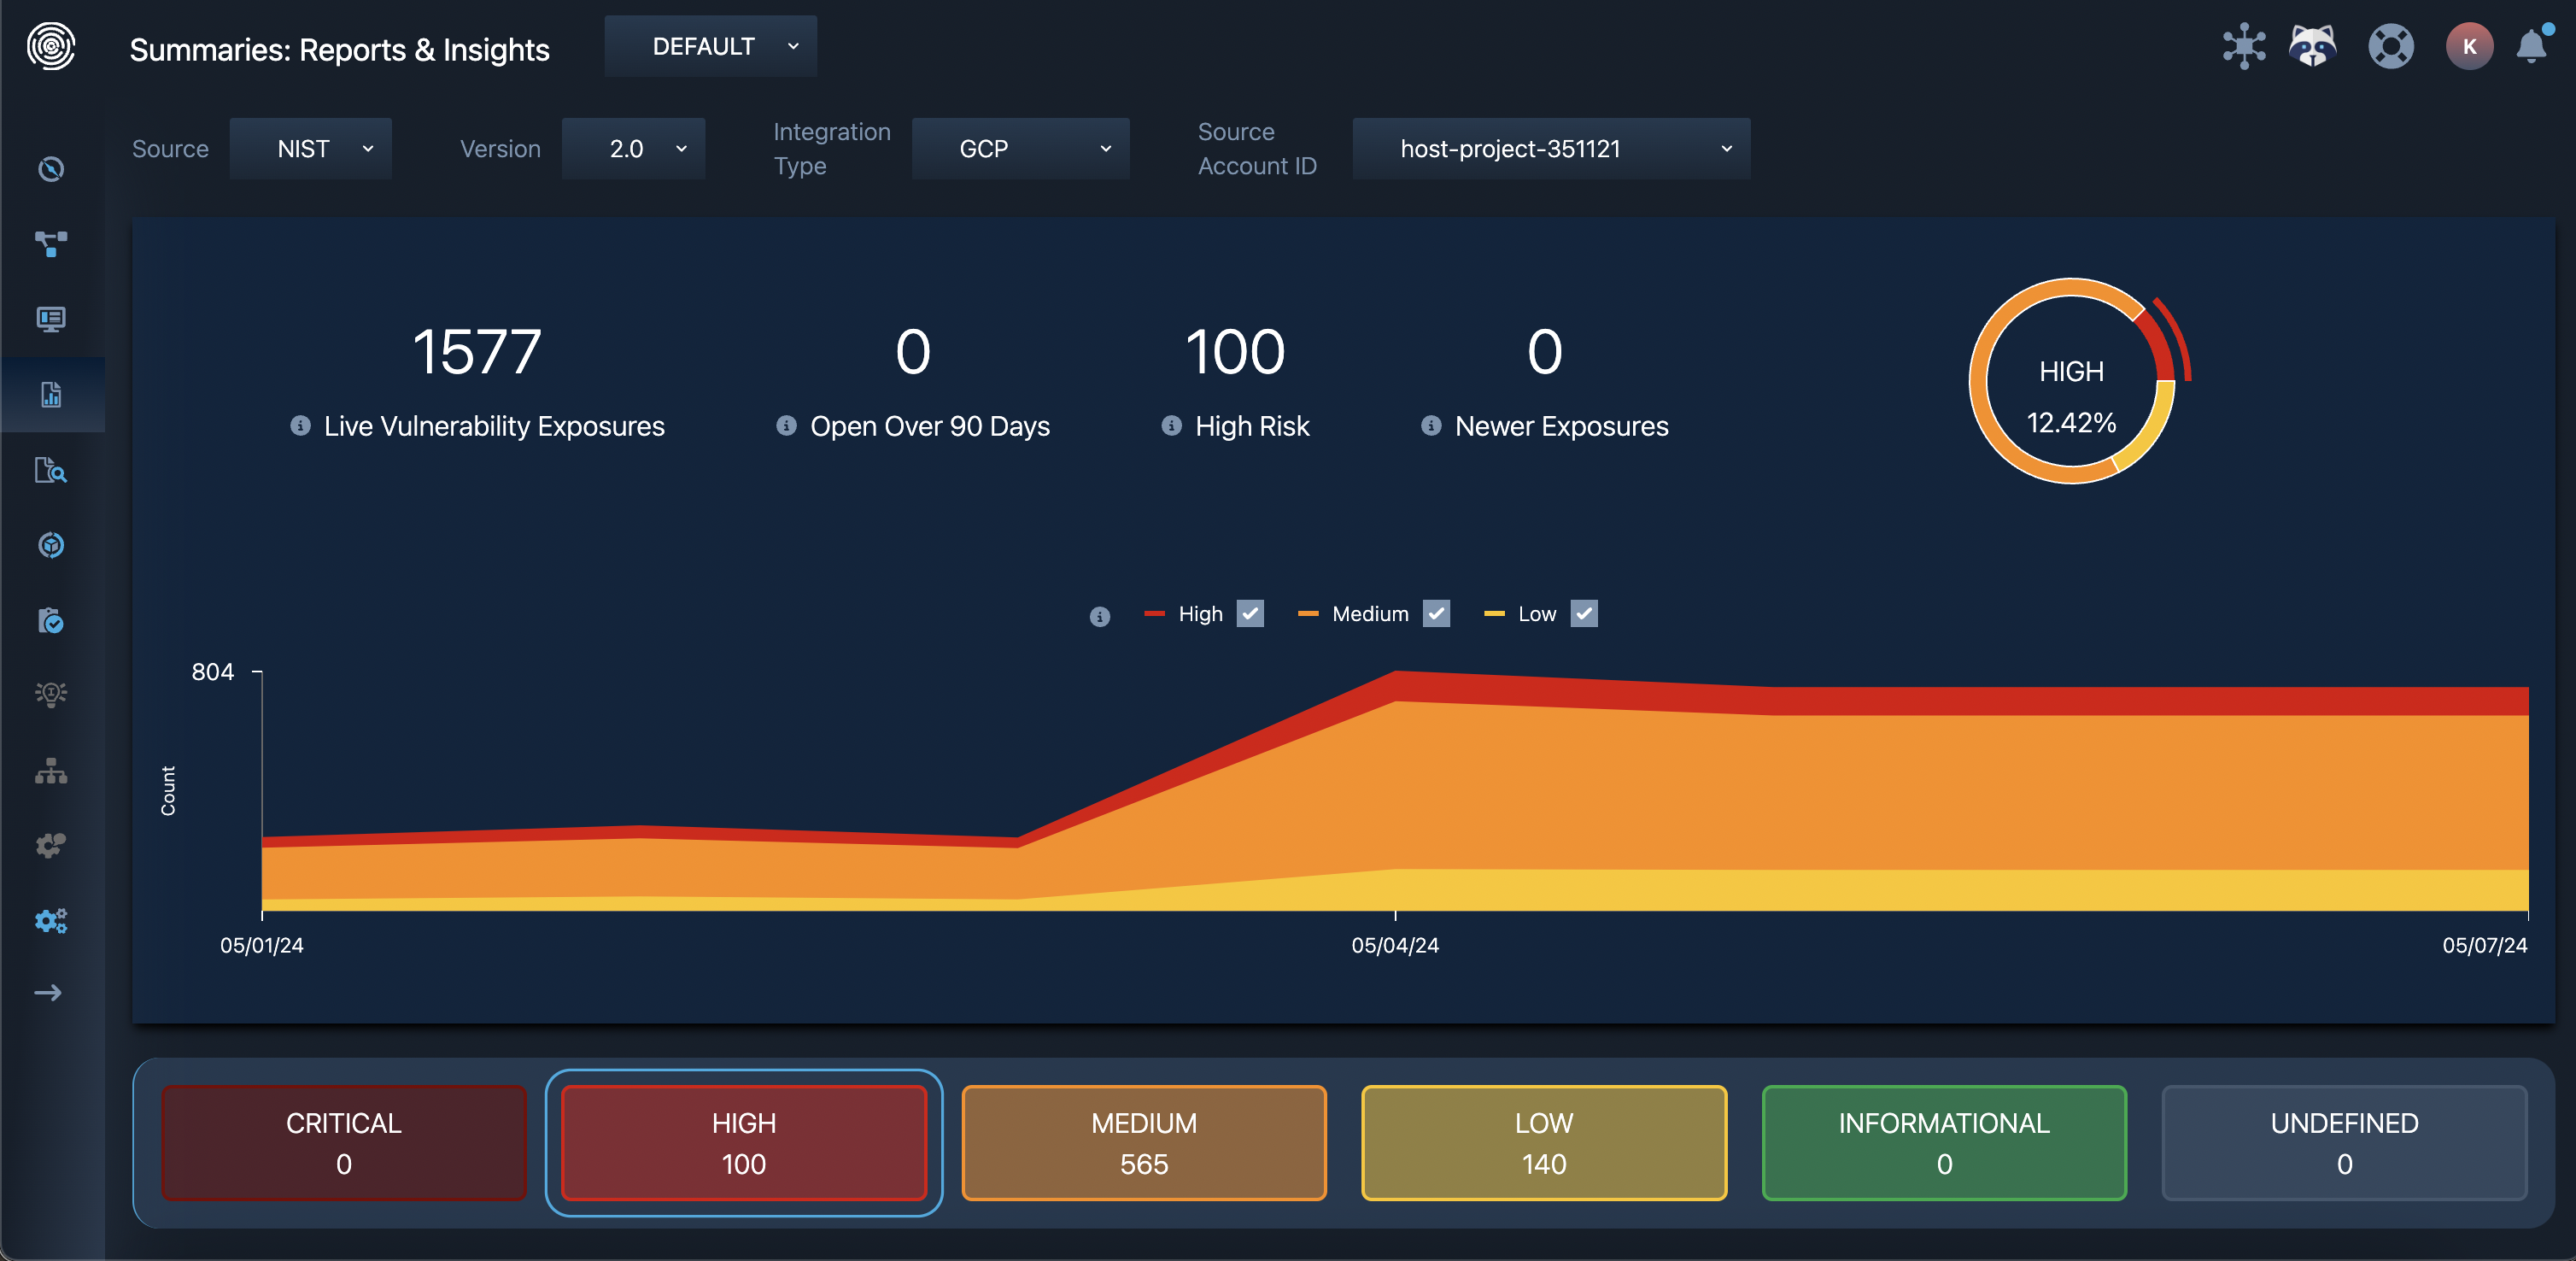 Summaries: Reports & Insights
DEFAULT
K
Source
NIST
Version
2.0
Integration
Type
GCP
Source
Account ID
host-project-351121
1577
Live Vulnerability Exposures
0
Open Over 90 Days
100
High Risk
0
Newer Exposures
HIGH
12.42%
High
Medium
Low
804
Count
05/01/24
05/04/24
05/07/24
CRITICAL
0
HIGH
100
MEDIUM
565
LOW
140
INFORMATIONAL
0
UNDEFINED
0